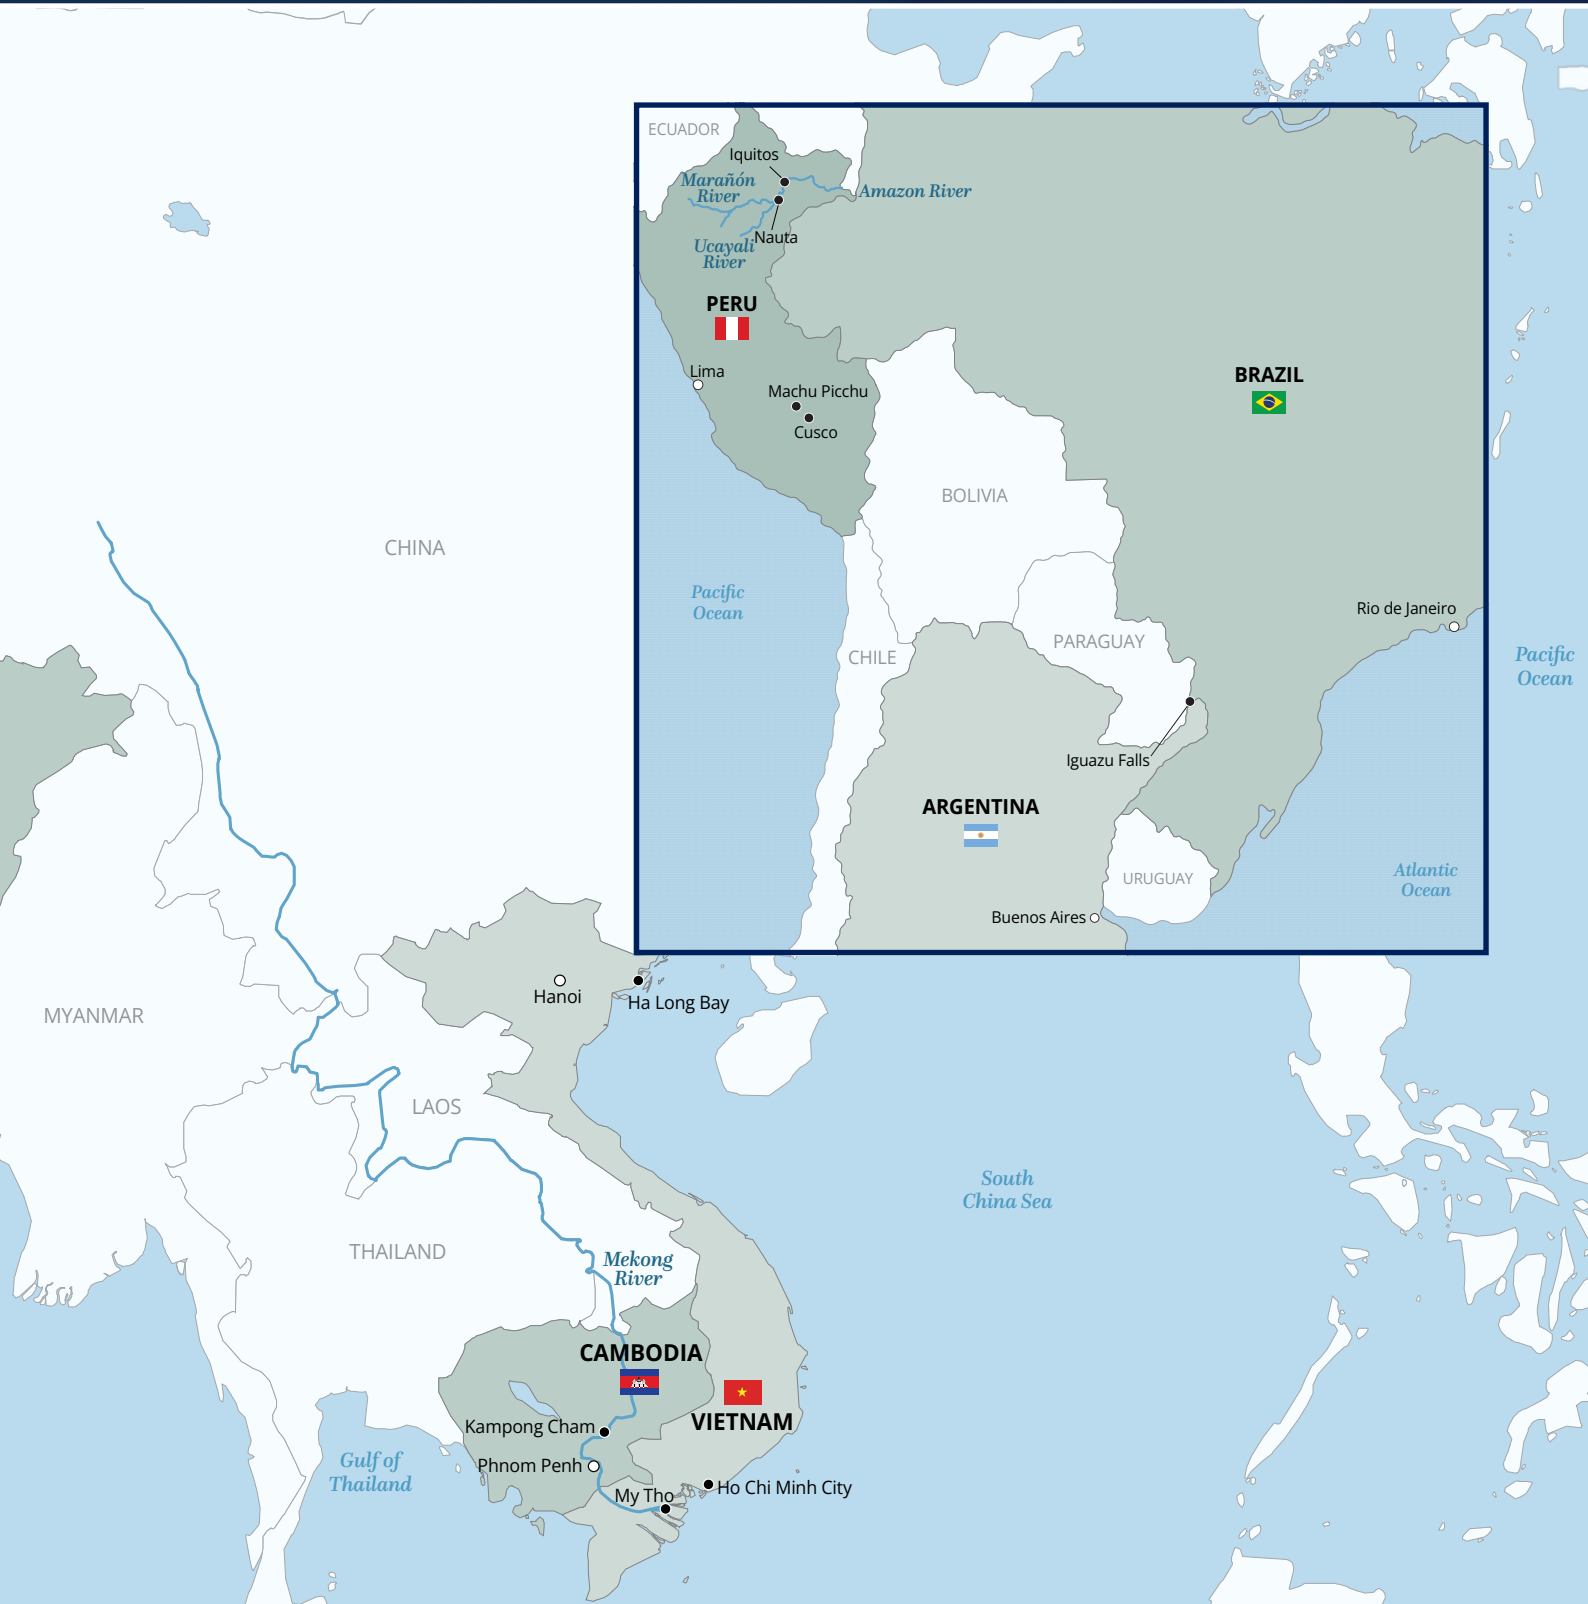 ECUADOR
Iquitos
Marañón
River
Amazon River
Nauta
Ucayali
River
PERU
Lima
Machu Picchu
Cusco
BRAZIL
BOLIVIA
Pacific
Ocean
Rio de Janeiro
PARAGUAY
CHILE
Iguazu Falls
ARGENTINA
Atlantic
Ocean
URUGUAY
Buenos Aires
Pacific
Ocean
CHINA
MYANMAR
Hanoi
Ha Long Bay
LAOS
South
China Sea
THAILAND
Mekong
River
CAMBODIA
VIETNAM
Kampong Cham
Gulf of
Thailand
Phnom Penh
My Tho
Ho Chi Minh City